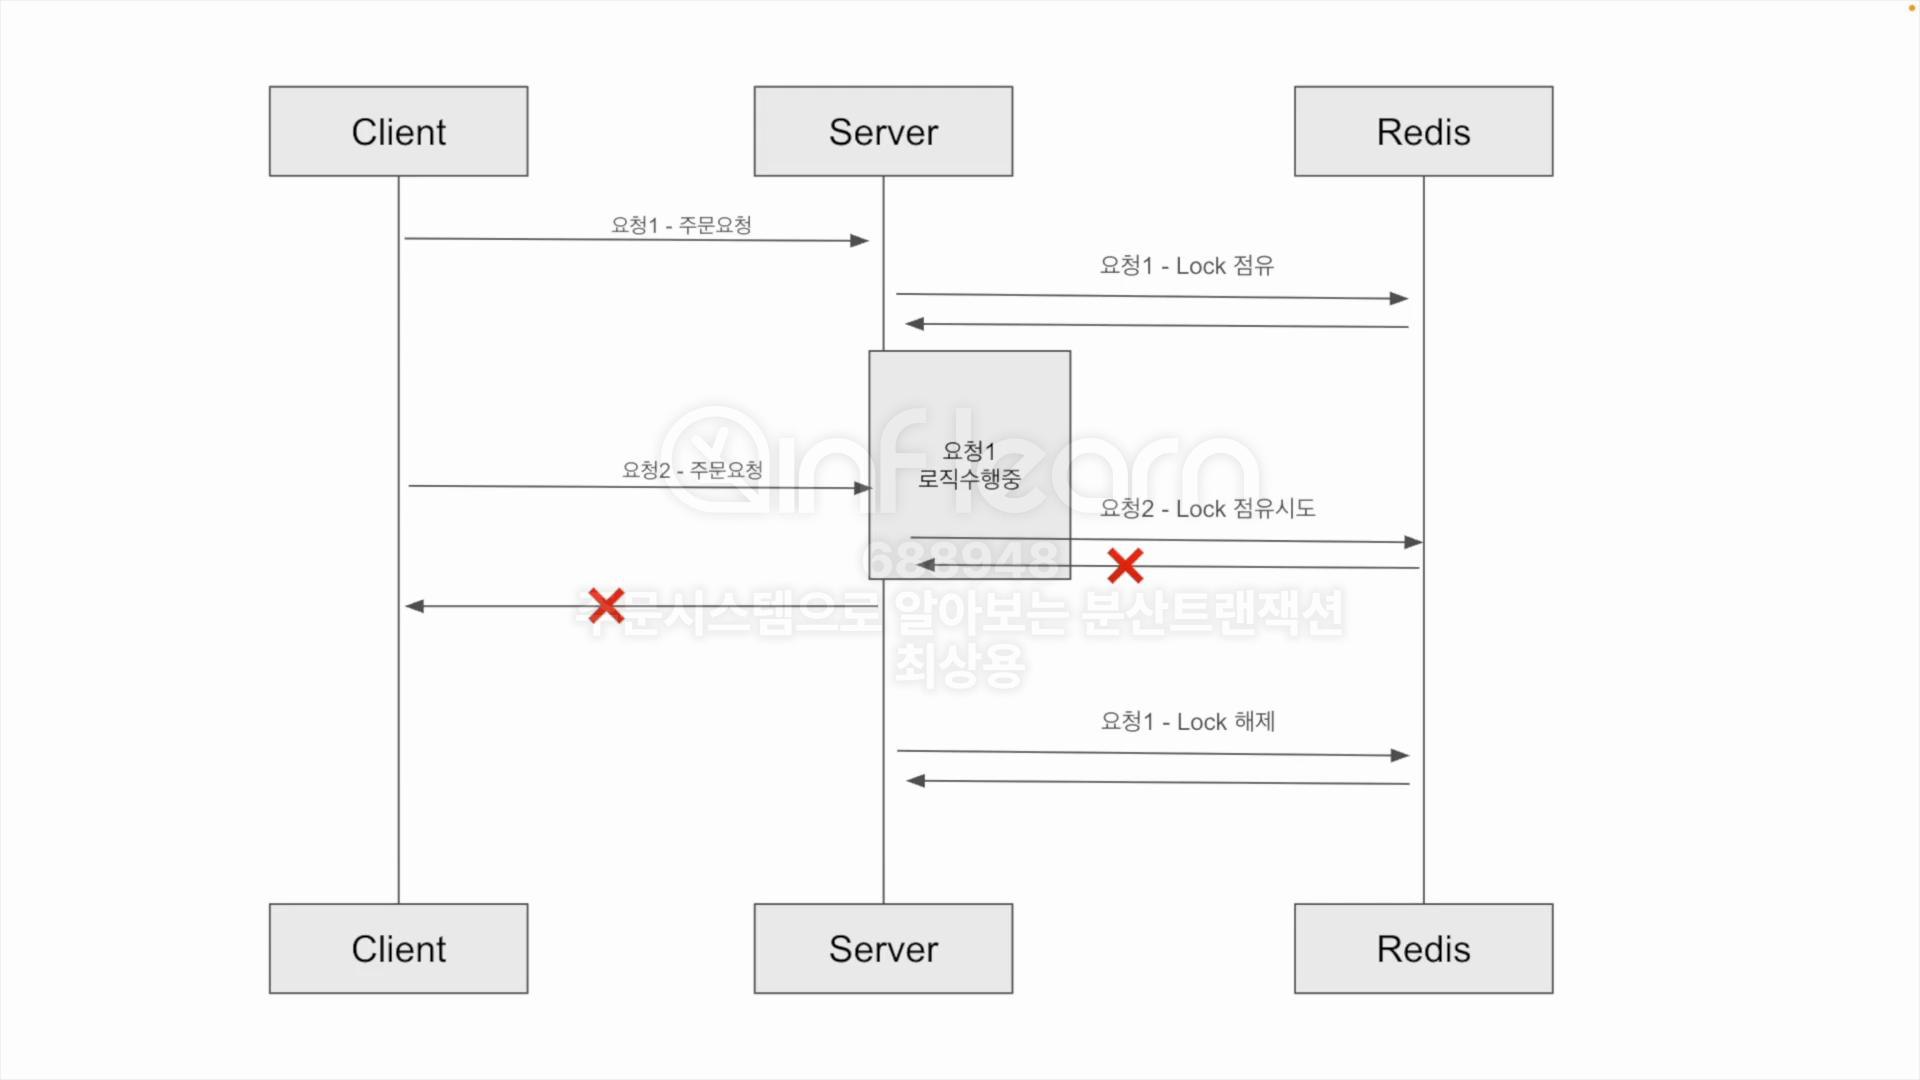 Client
Server
Redis
요청1 - 주문요청
요청1 - Lock 점유
요청1
로직수행중
요청2 - 주문요청
요청2 - Lock 점유시도
inflearn
688948
주문시스템으로 알아보는 분산트랜잭션
최상용
요청1 - Lock 해제
Client
Server
Redis